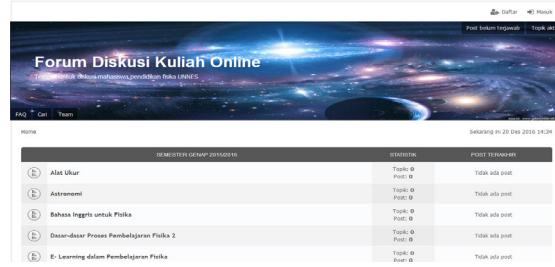 Daftar Masuk
Post belum terjawab Topik akt
Forum Diskusi Kuliah Online
Tempat untuk diskusi mahasiswa pendidikan fisika UNNES
FAQ Cari Team
Home Sekarang ini 20 Des 2016 14:34
SEMESTER GENAP 2015/2016 STATISTIK POST TERAKHIR
Alat Ukur Topik: 0 Tidak ada post
Post: 0
Astronomi Topik: 0 Tidak ada post
Post: 0
Bahasa Inggris untuk Fisika Topik: 0 Tidak ada post
Post: 0
Dasar-dasar Proses Pembelajaran Fisika 2 Topik: 0 Tidak ada post
Post: 0
E- Learning dalam Pembelajaran Fisika Topik: 0 Tidak ada post
Post: 0